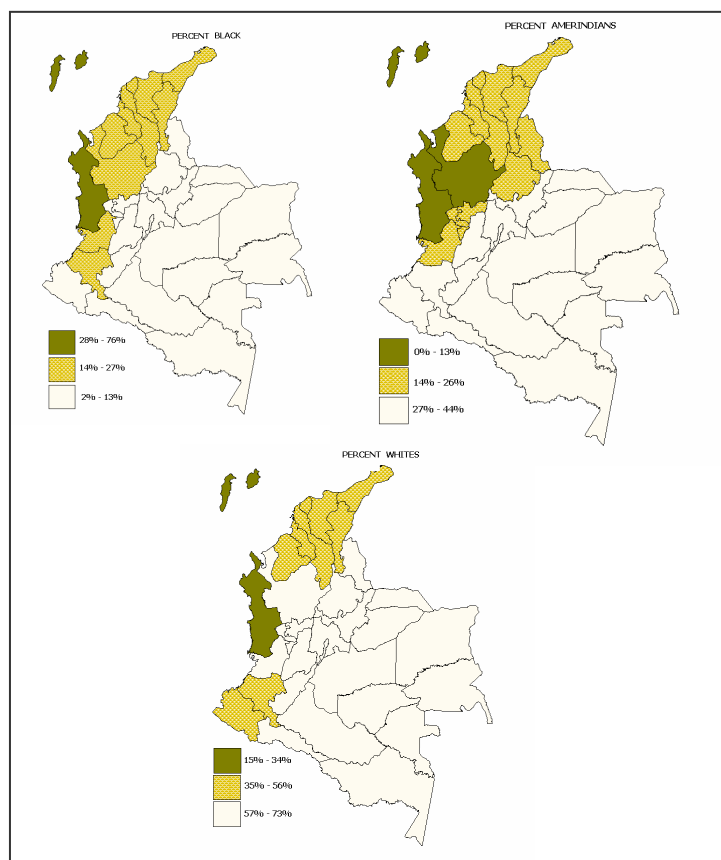 PERCENT BLACK
28% - 76%
14% - 27%
2% - 13%
PERCENT AMERINDIANS
0% - 13%
14% - 26%
27% - 44%
PERCENT WHITES
15% - 34%
35% - 56%
57% - 73%